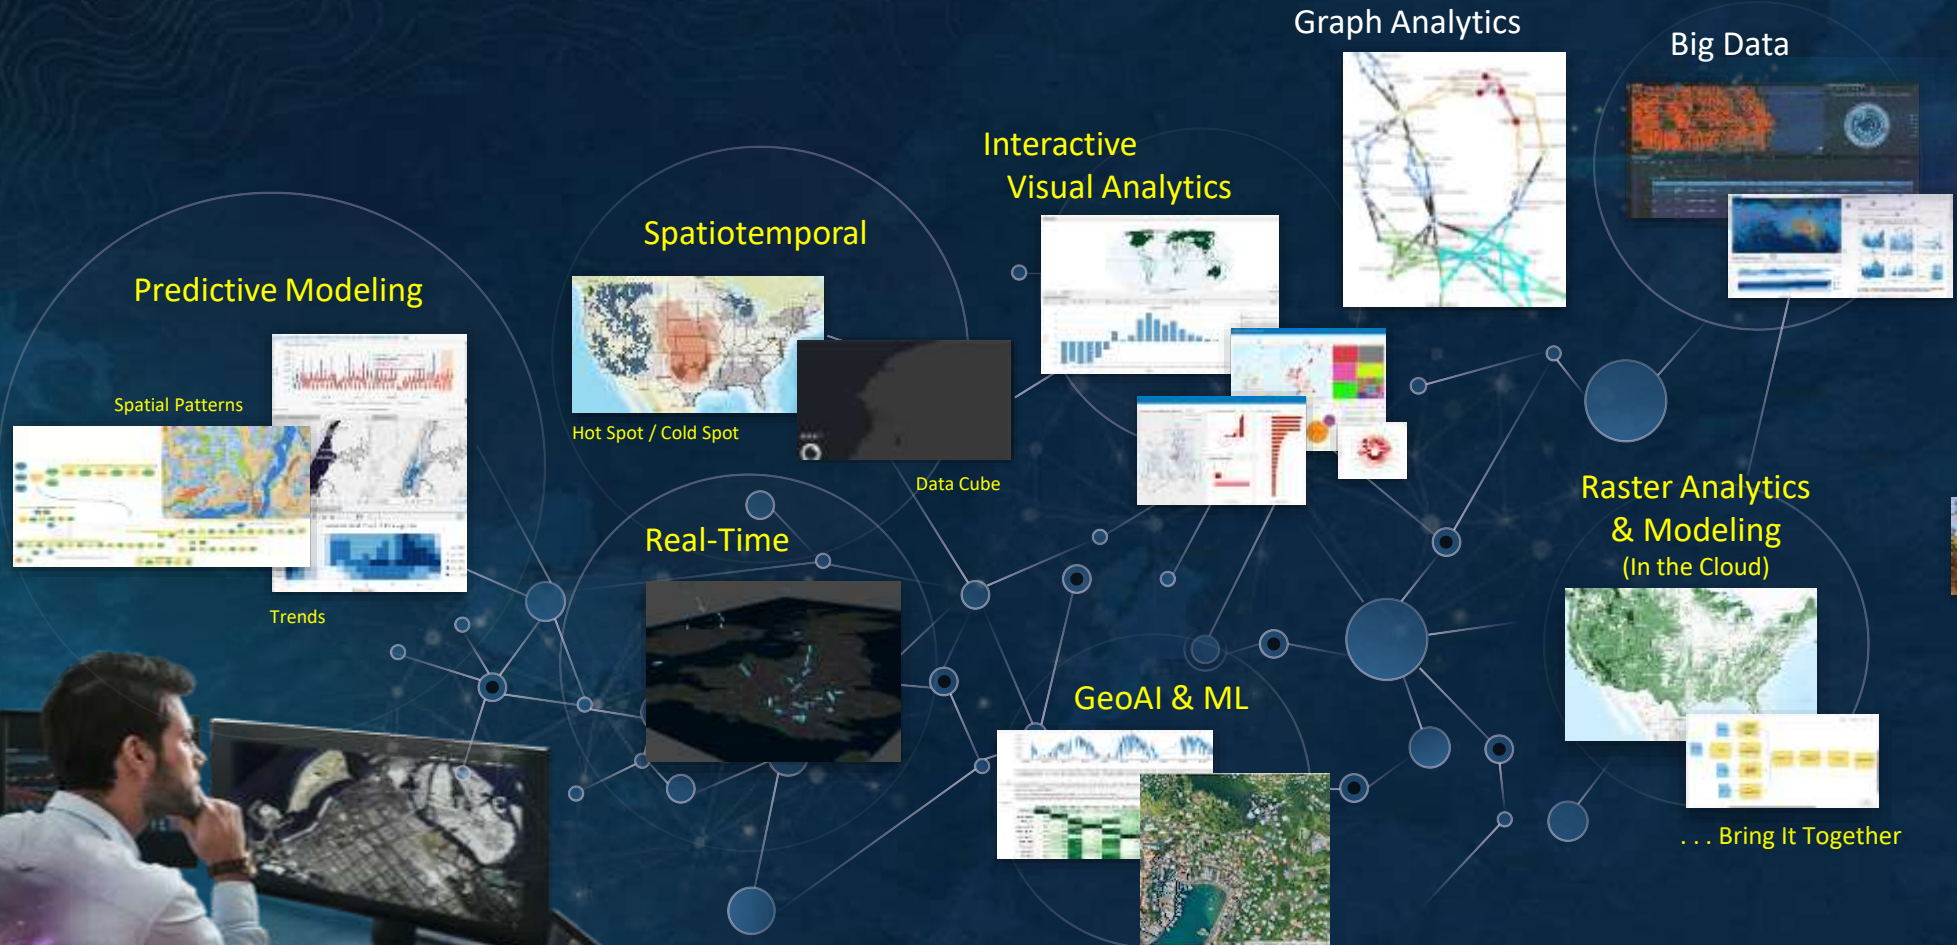 Graph Analytics
Big Data
Interactive
Visual Analytics
Spatiotemporal
Predictive Modeling
Spatial Patterns
Hot Spot / Cold Spot
Data Cube
Raster Analytics
& Modeling
(In the Cloud)
Real-Time
Trends
GeoAI & ML
. . . Bring It Together